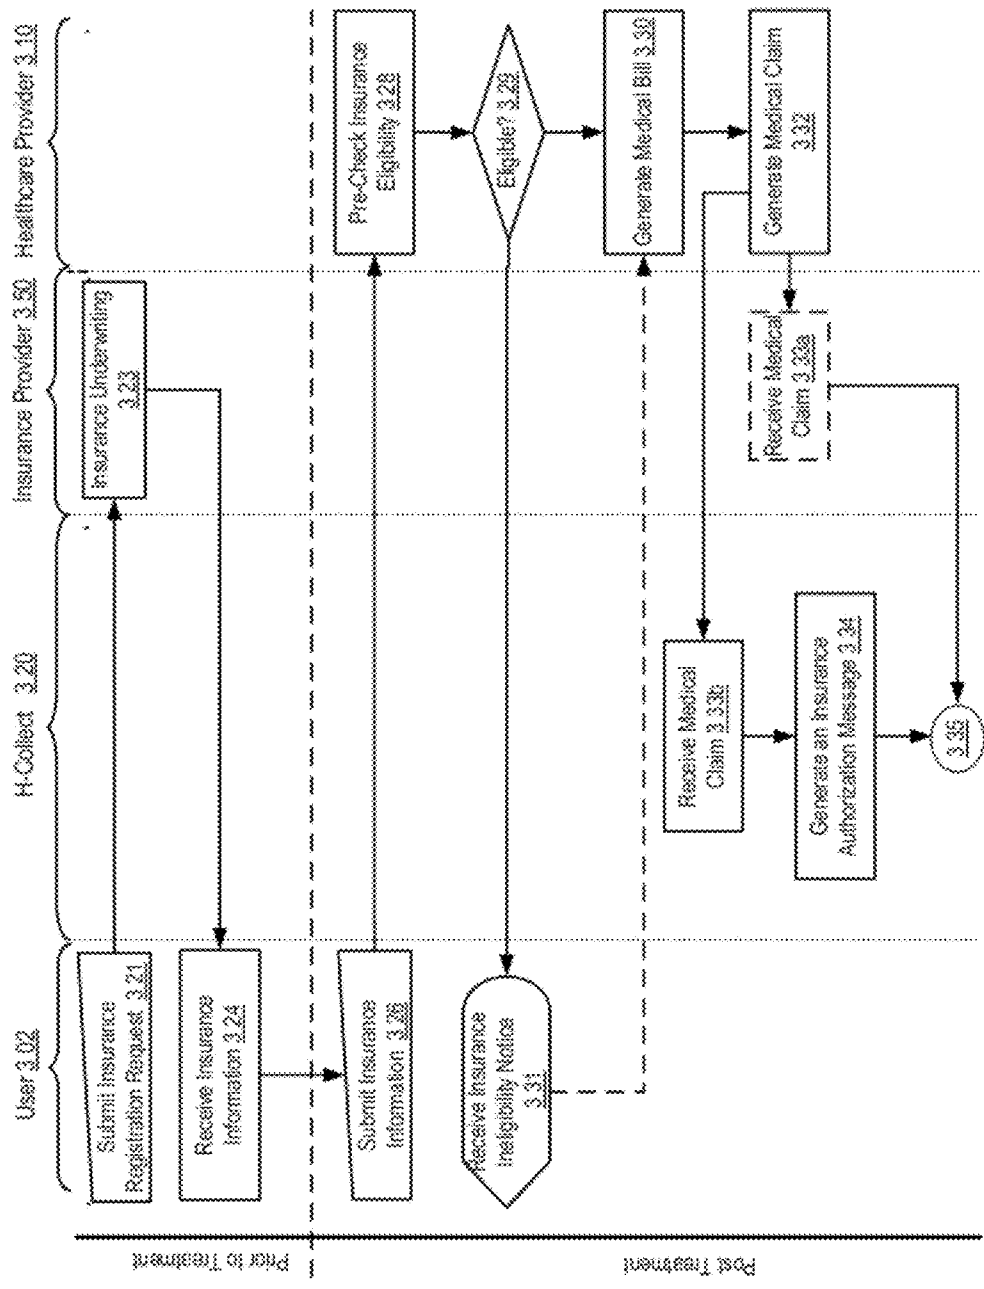 User 3.02
H-Collect 3.20
Insurance Provider 3.50
Healthcare Provider 3.10
Prior to Treatment
Submit Insurance
Registration Request 3.21
Insurance Underwriting
3.23
Receive Insurance
Information 3.24
Post Treatment
Submit Insurance
Information 3.26
Pre-Check Insurance
Eligibility 3.28
Eligible? 3.29
Receive Insurance
Ineligibility Notice
3.31
Generate Medical Bill 3.30
Generate Medical Claim
3.32
Receive Medical
Claim 3.33a
Receive Medical
Claim 3.33b
Generate an Insurance
Authorization Message 3.34
3.35